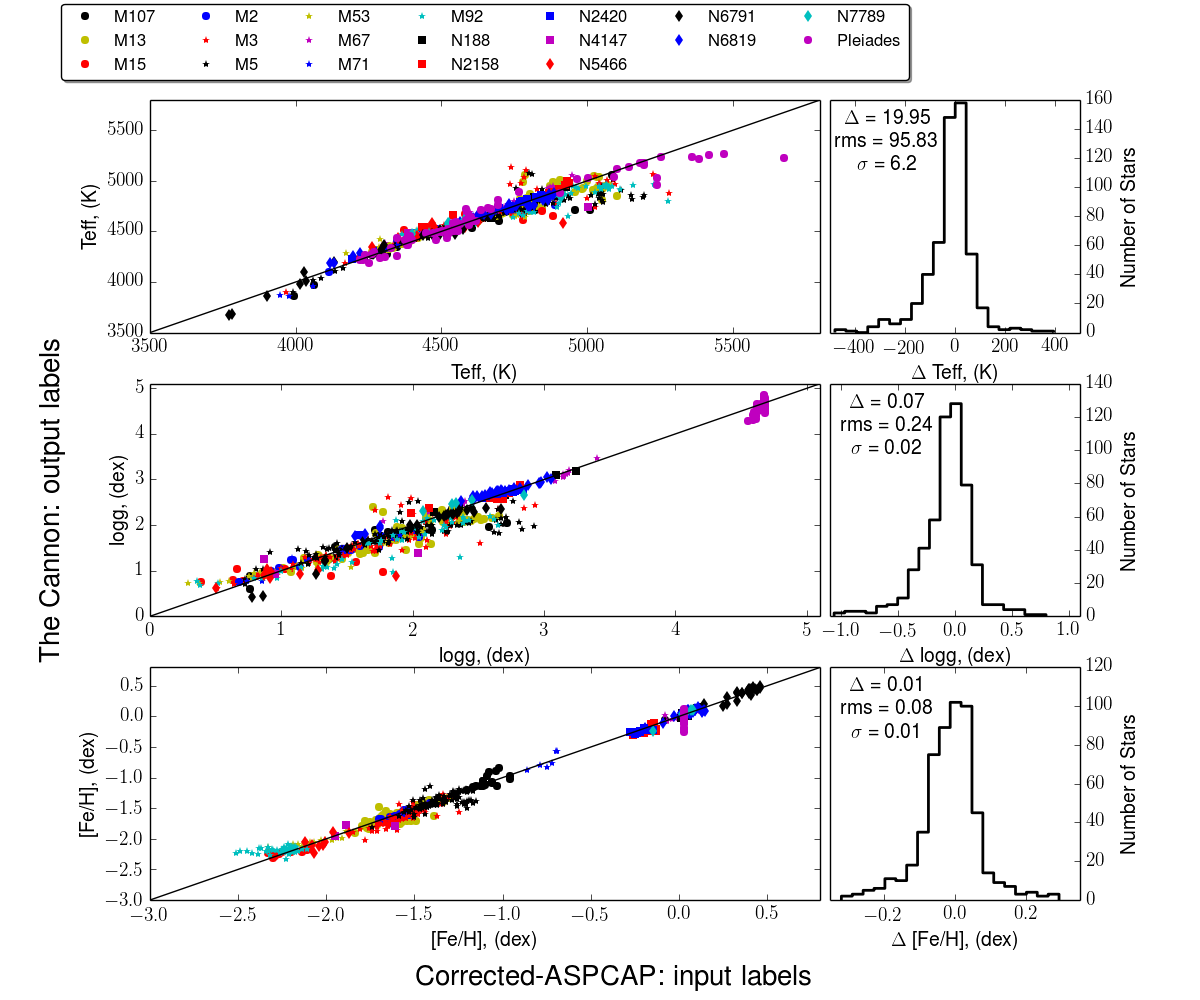 M107 M2 M53 M92 N2420 N6791 N7789
M13 M3 M67 N188 N4147 N6819 Pleiades
M15 M5 M71 N2158 N5466
The Cannon: output labels
Teff, (K)
5500
5000
4500
4000
3500
3500 4000 4500 5000 5500
Teff, (K)
Δ = 19.95
rms = 95.83
σ = 6.2
160
140
120
100
80
60
40
20
0
Number of Stars
−400 −200 0 200 400
Δ Teff, (K)
logg, (dex)
5
4
3
2
1
0
0 1 2 3 4 5
logg, (dex)
Δ = 0.07
rms = 0.24
σ = 0.02
140
120
100
80
60
40
20
0
Number of Stars
−1.0 −0.5 0.0 0.5 1.0
Δ logg, (dex)
[Fe/H], (dex)
0.5
0.0
−0.5
−1.0
−1.5
−2.0
−2.5
−3.0
−3.0 −2.5 −2.0 −1.5 −1.0 −0.5 0.0 0.5
[Fe/H], (dex)
Δ = 0.01
rms = 0.08
σ = 0.01
120
100
80
60
40
20
0
Number of Stars
−0.2 0.0 0.2
Δ [Fe/H], (dex)
Corrected-ASPCAP: input labels